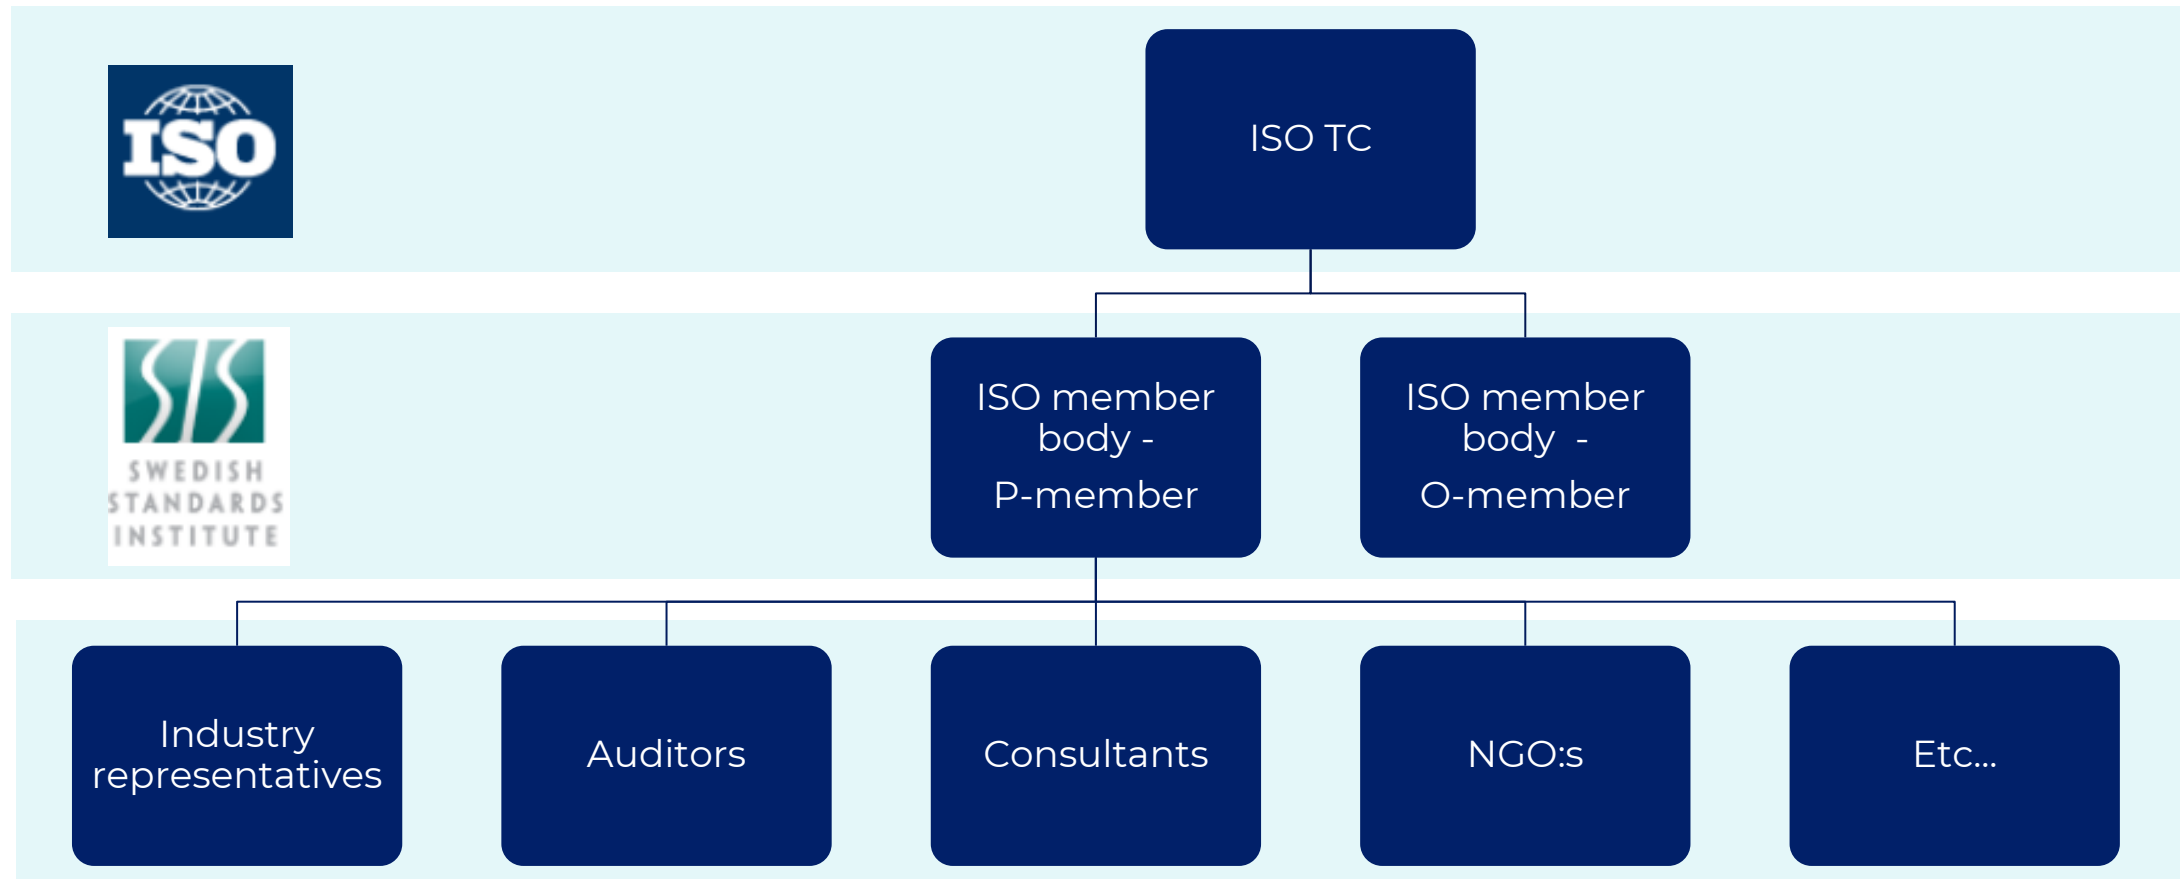 ISO
ISO TC
SIS
SWEDISH
STANDARDS
INSTITUTE
ISO member
body -
P-member
ISO member
body  -
O-member
Industry
representatives
Auditors
Consultants
NGO:s
Etc...